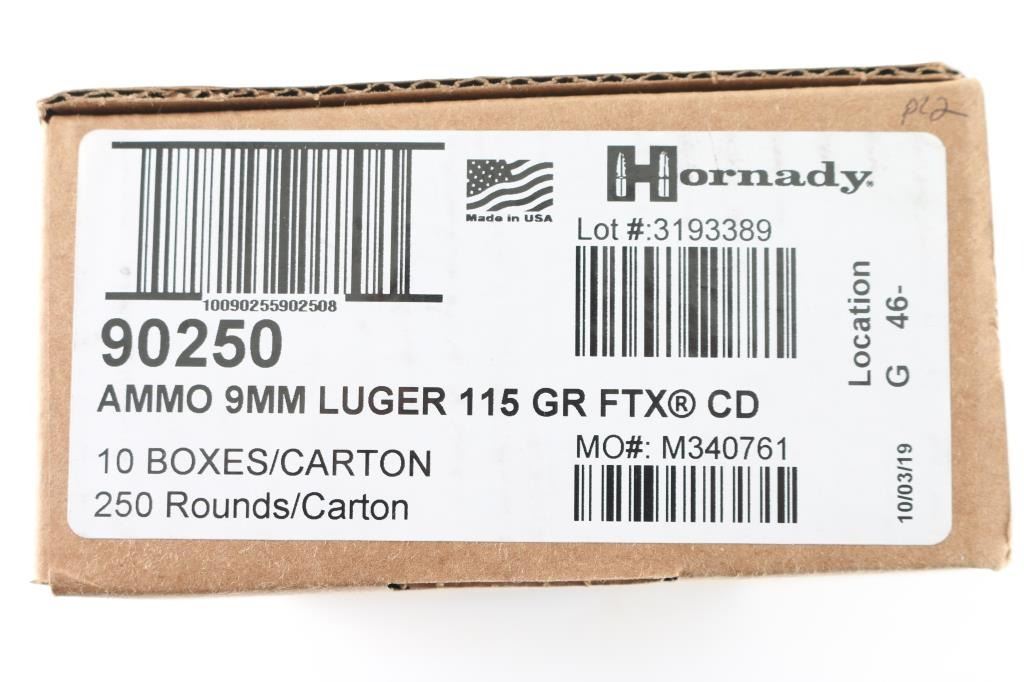 pl2
Hornady
Made in USA
Lot #:3193389
10090255902508
90250
AMMO 9MM LUGER 115 GR FTX® CD
MO#: M340761
10 BOXES/CARTON
250 Rounds/Carton
Location
G 46-
10/03/19